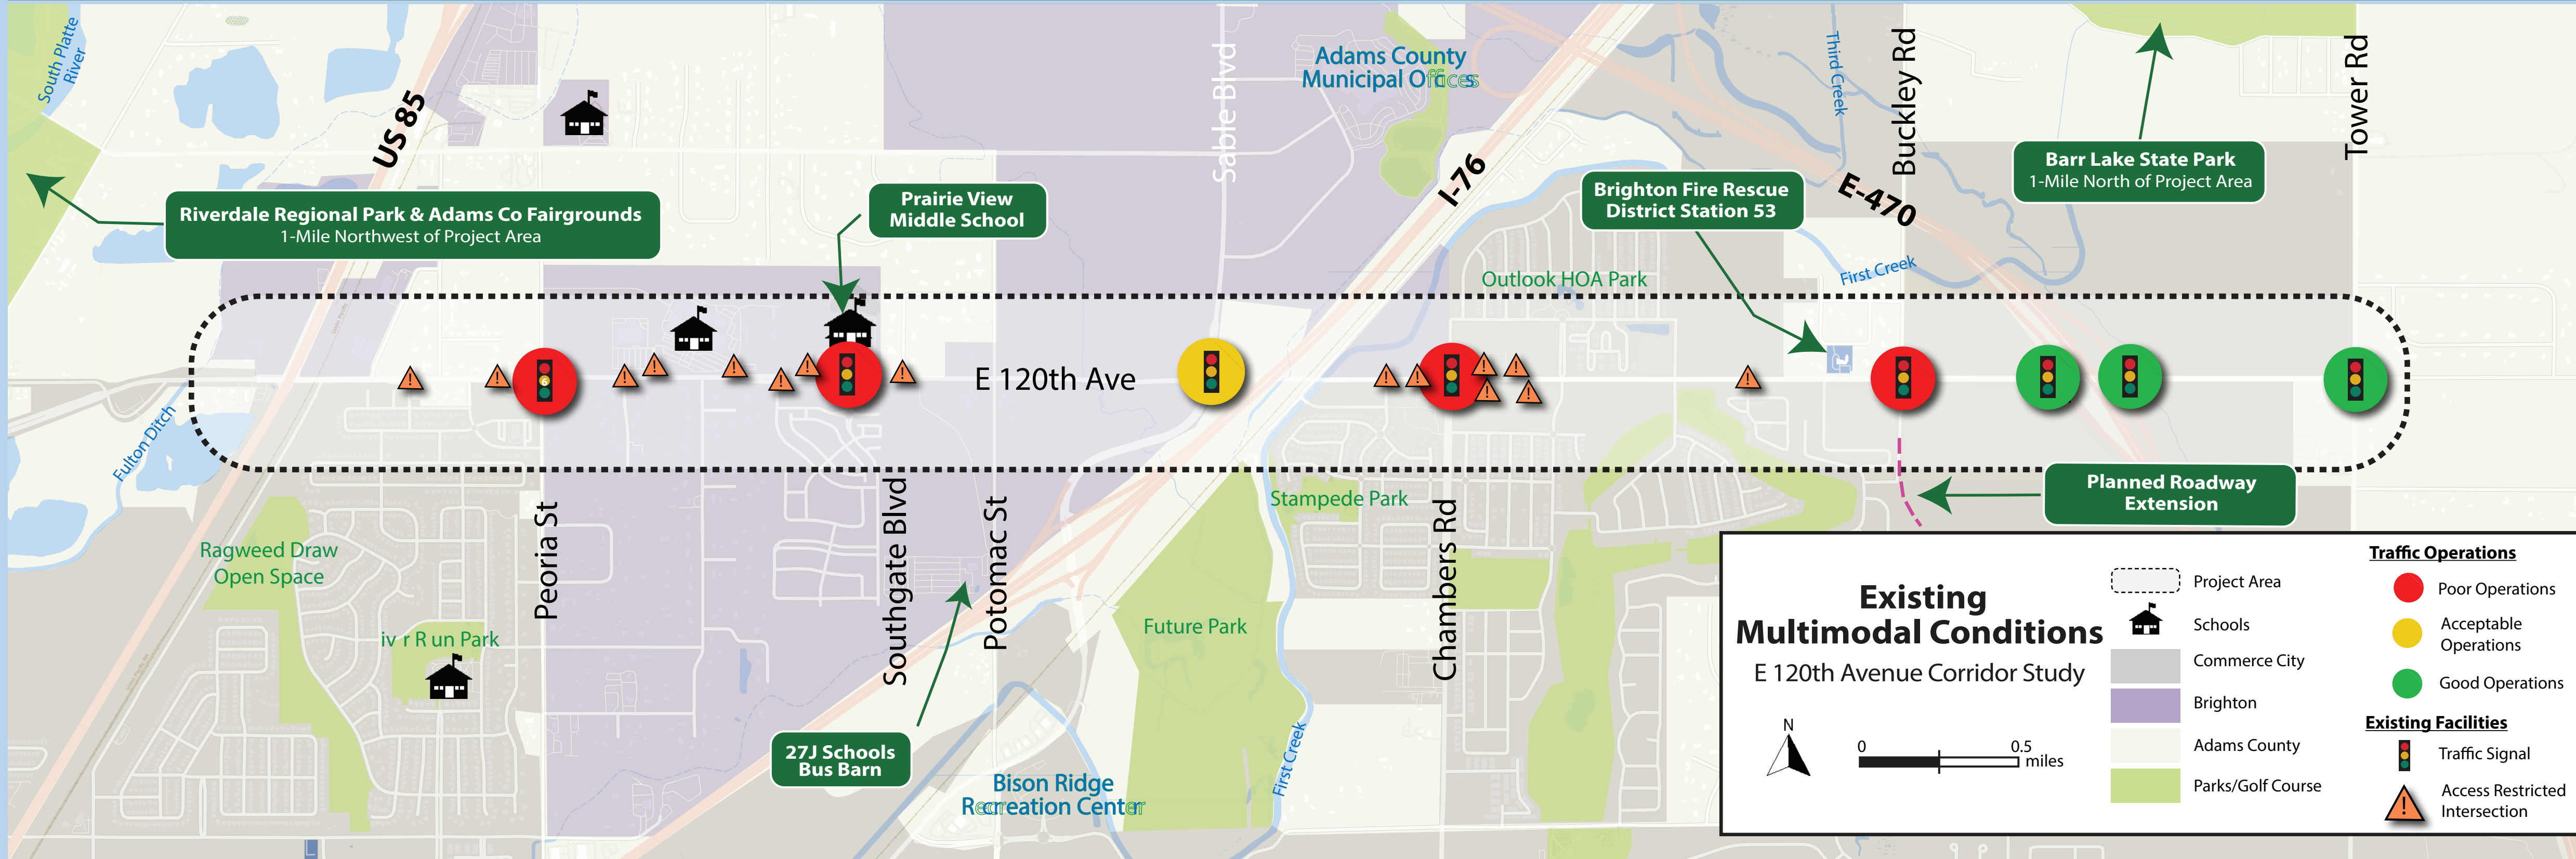 South Platte
River
US 85
Adams County
Municipal Offices
Sable Blvd
I-76
Third Creek
Buckley Rd
Tower Rd
E-470
Barr Lake State Park
1-Mile North of Project Area
Riverdale Regional Park & Adams Co Fairgrounds
1-Mile Northwest of Project Area
Prairie View
Middle School
Brighton Fire Rescue
District Station 53
Outlook HOA Park
First Creek
E 120th Ave
Fulton Ditch
Peoria St
Southgate Blvd
Potomac St
Stampede Park
Chambers Rd
Planned Roadway
Extension
Ragweed Draw
Open Space
iv r R un Park
Future Park
27J Schools
Bus Barn
Bison Ridge
Recreation Center
First Creek
Existing
Multimodal Conditions
E 120th Avenue Corridor Study
N
0 0.5
miles
Project Area
Schools
Commerce City
Brighton
Adams County
Parks/Golf Course
Traffic Operations
Poor Operations
Acceptable
Operations
Good Operations
Existing Facilities
Traffic Signal
Access Restricted
Intersection